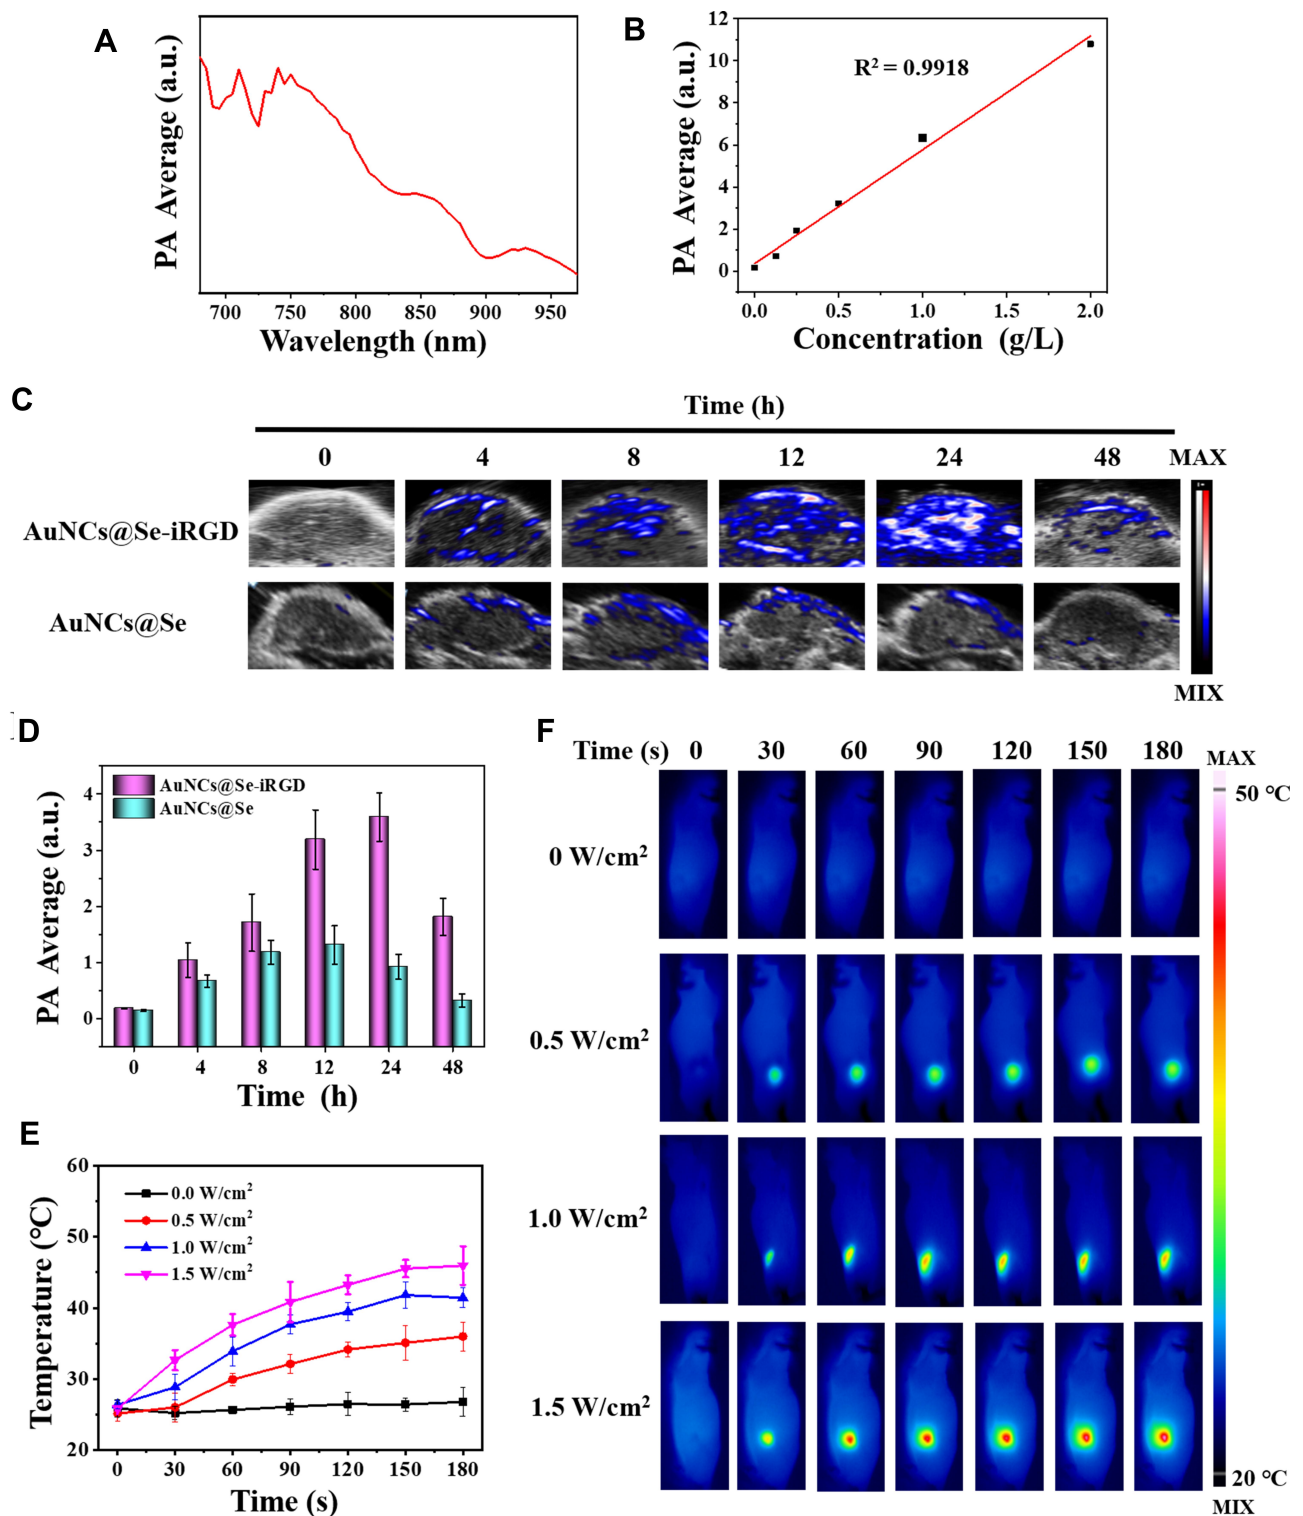 A
PA Average (a.u.)
700 750 800 850 900 950
Wavelength (nm)
B
PA Average (a.u.)
12
10
8
6
4
2
0
R² = 0.9918
0.0 0.5 1.0 1.5 2.0
Concentration (g/L)
C
Time (h)
0 4 8 12 24 48 MAX
AuNCs@Se-iRGD
AuNCs@Se
MIX
D
PA Average (a.u.)
4
3
2
1
0
AuNCs@Se-iRGD
AuNCs@Se
0 4 8 12 24 48
Time (h)
E
Temperature (°C)
60
50
40
30
20
0.0 W/cm²
0.5 W/cm²
1.0 W/cm²
1.5 W/cm²
0 30 60 90 120 150 180
Time (s)
F
Time (s) 0 30 60 90 120 150 180
MAX
50 °C
0 W/cm²
0.5 W/cm²
1.0 W/cm²
1.5 W/cm²
20 °C
MIX